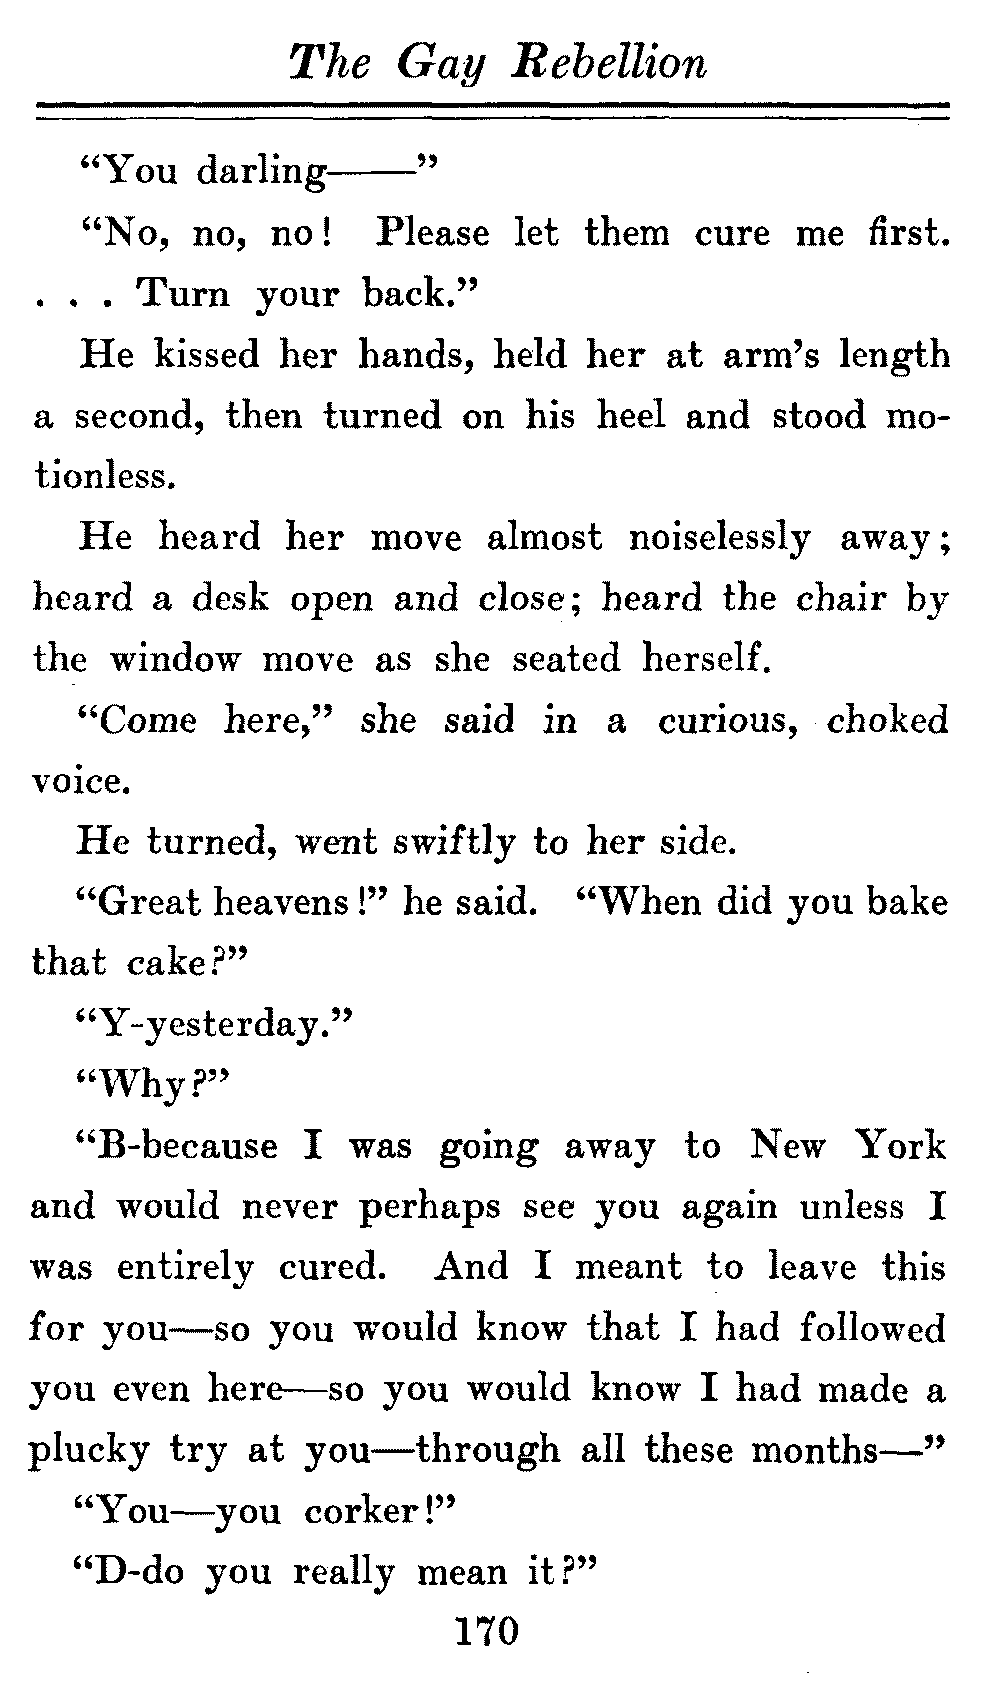 The Gay Rebellion
“You darling——”
“No, no, no! Please let them cure me first.
. . . Turn your back.”
He kissed her hands, held her at arm’s length
a second, then turned on his heel and stood mo-
tionless.
He heard her move almost noiselessly away;
heard a desk open and close; heard the chair by
the window move as she seated herself.
“Come here,” she said in a curious, choked
voice.
He turned, went swiftly to her side.
“Great heavens!” he said. “When did you bake
that cake?”
“Y-yesterday.”
“Why?”
“B-because I was going away to New York
and would never perhaps see you again unless I
was entirely cured. And I meant to leave this
for you—so you would know that I had followed
you even here—so you would know I had made a
plucky try at you—through all these months—”
“You—you corker!”
“D-do you really mean it?”
170